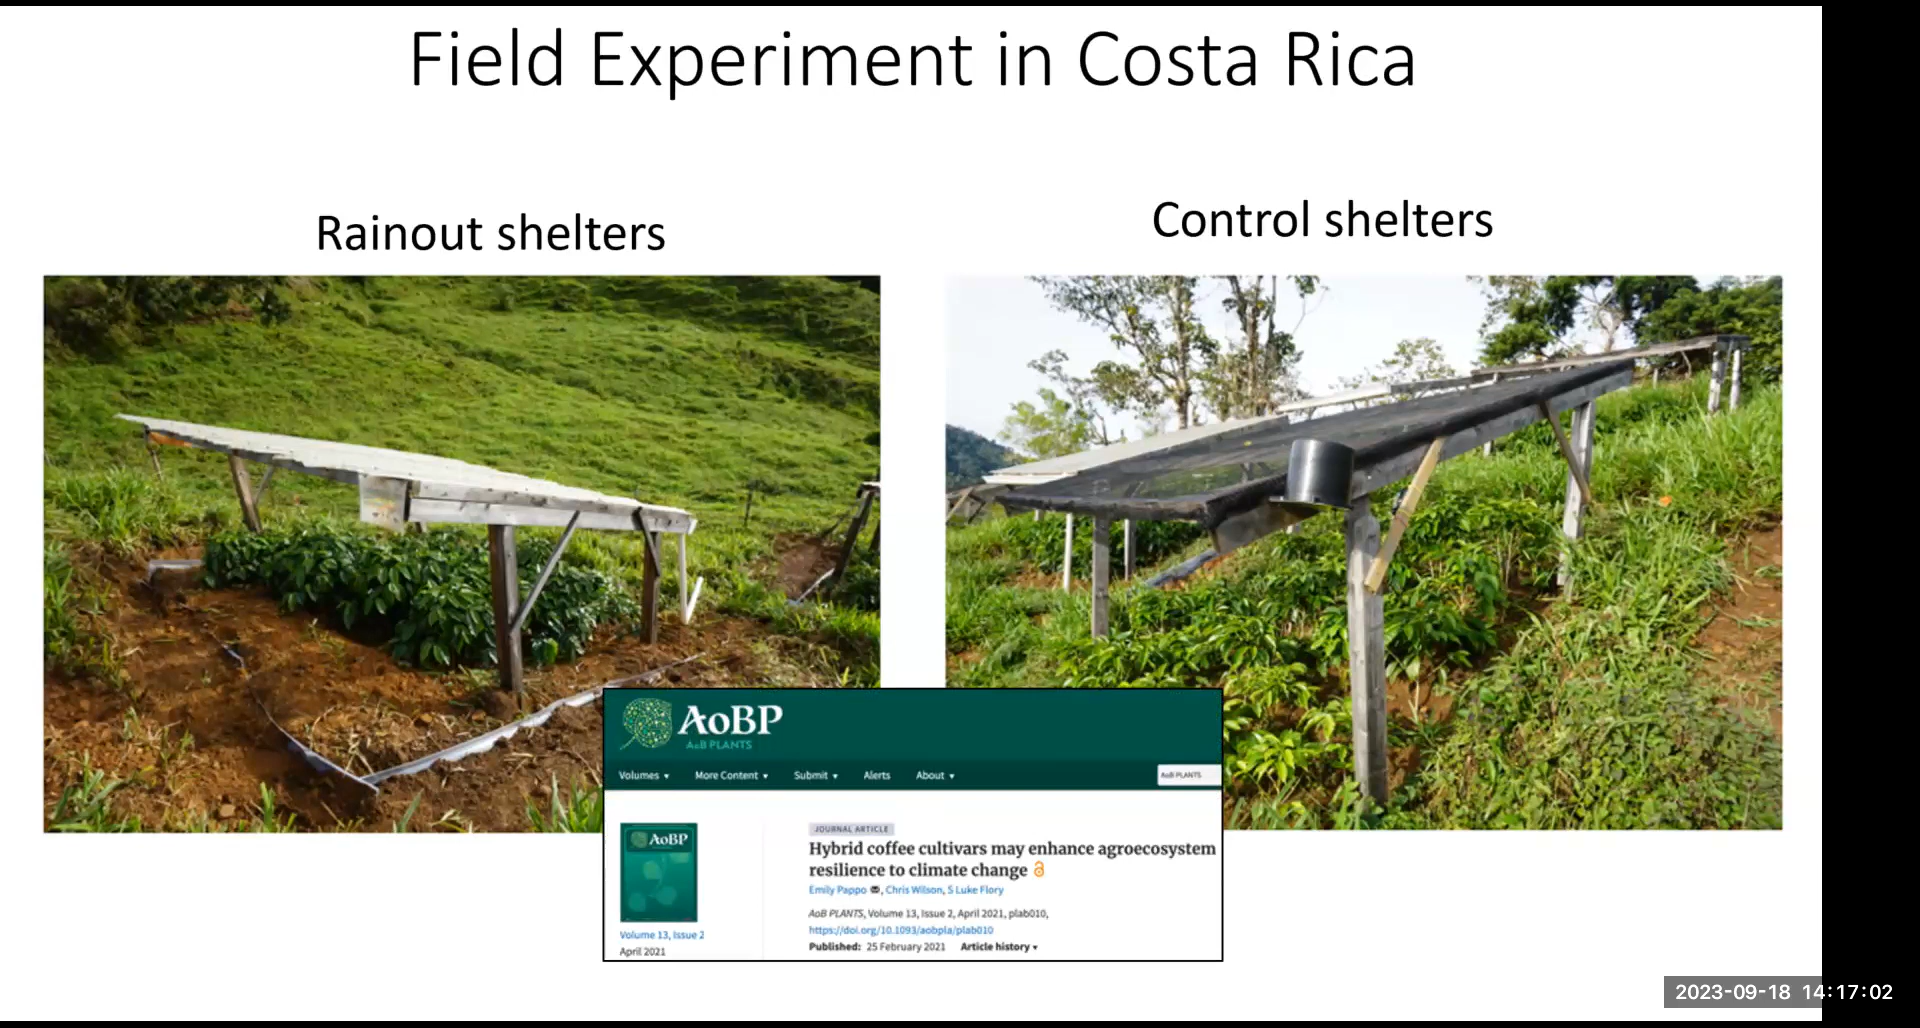 Field Experiment in Costa Rica
Rainout shelters
Control shelters
AoBP
AoB PLANTS
Volumes
More Content
Submit
Alerts
About
AoB PLANTS
AoBP
Volume 13, Issue 2
April 2021
JOURNAL ARTICLE
Hybrid coffee cultivars may enhance agroecosystem
resilience to climate change
Emily Pappo, Chris Wilson, S Luke Flory
AoB PLANTS, Volume 13, Issue 2, April 2021, plab010,
https://doi.org/10.1093/aobpla/plab010
Published: 25 February 2021 Article history
2023-09-18 14:17:02